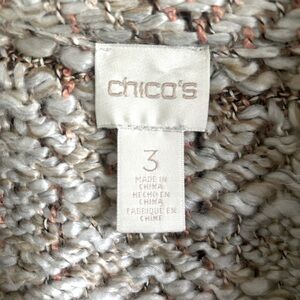 chico's
3
MADE IN
CHINA
HECHO EN
CHINA
FABRIQUÉ EN
CHINE